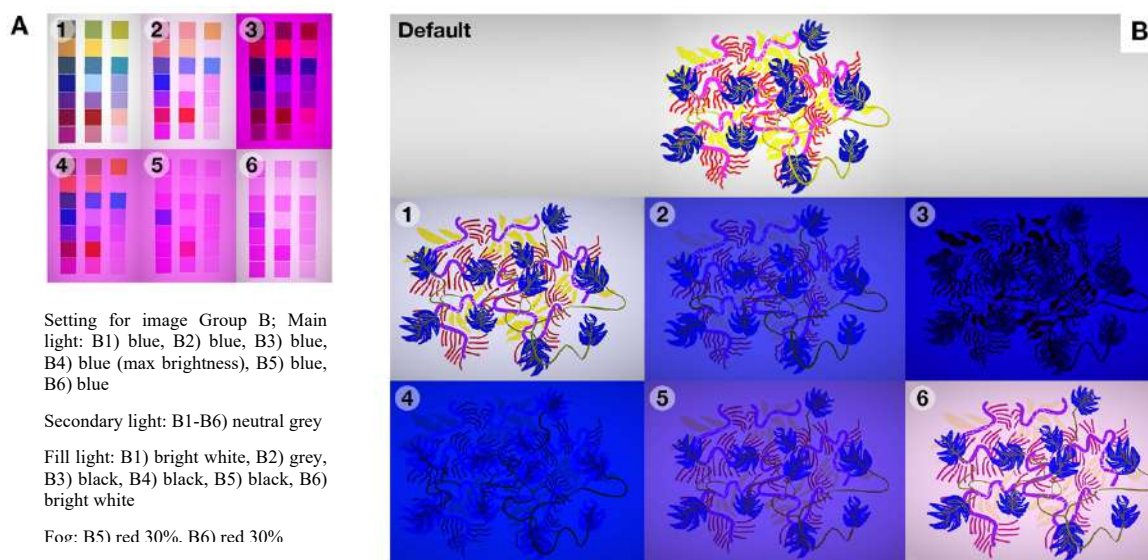 A
1 2 3
4 5 6
Default
B
1 2 3
4 5 6
Setting for image Group B; Main
light: B1) blue, B2) blue, B3) blue,
B4) blue (max brightness), B5) blue,
B6) blue
Secondary light: B1-B6) neutral grey
Fill light: B1) bright white, B2) grey,
B3) black, B4) black, B5) black, B6)
bright white
Fog: B5) red 30%, B6) red 30%